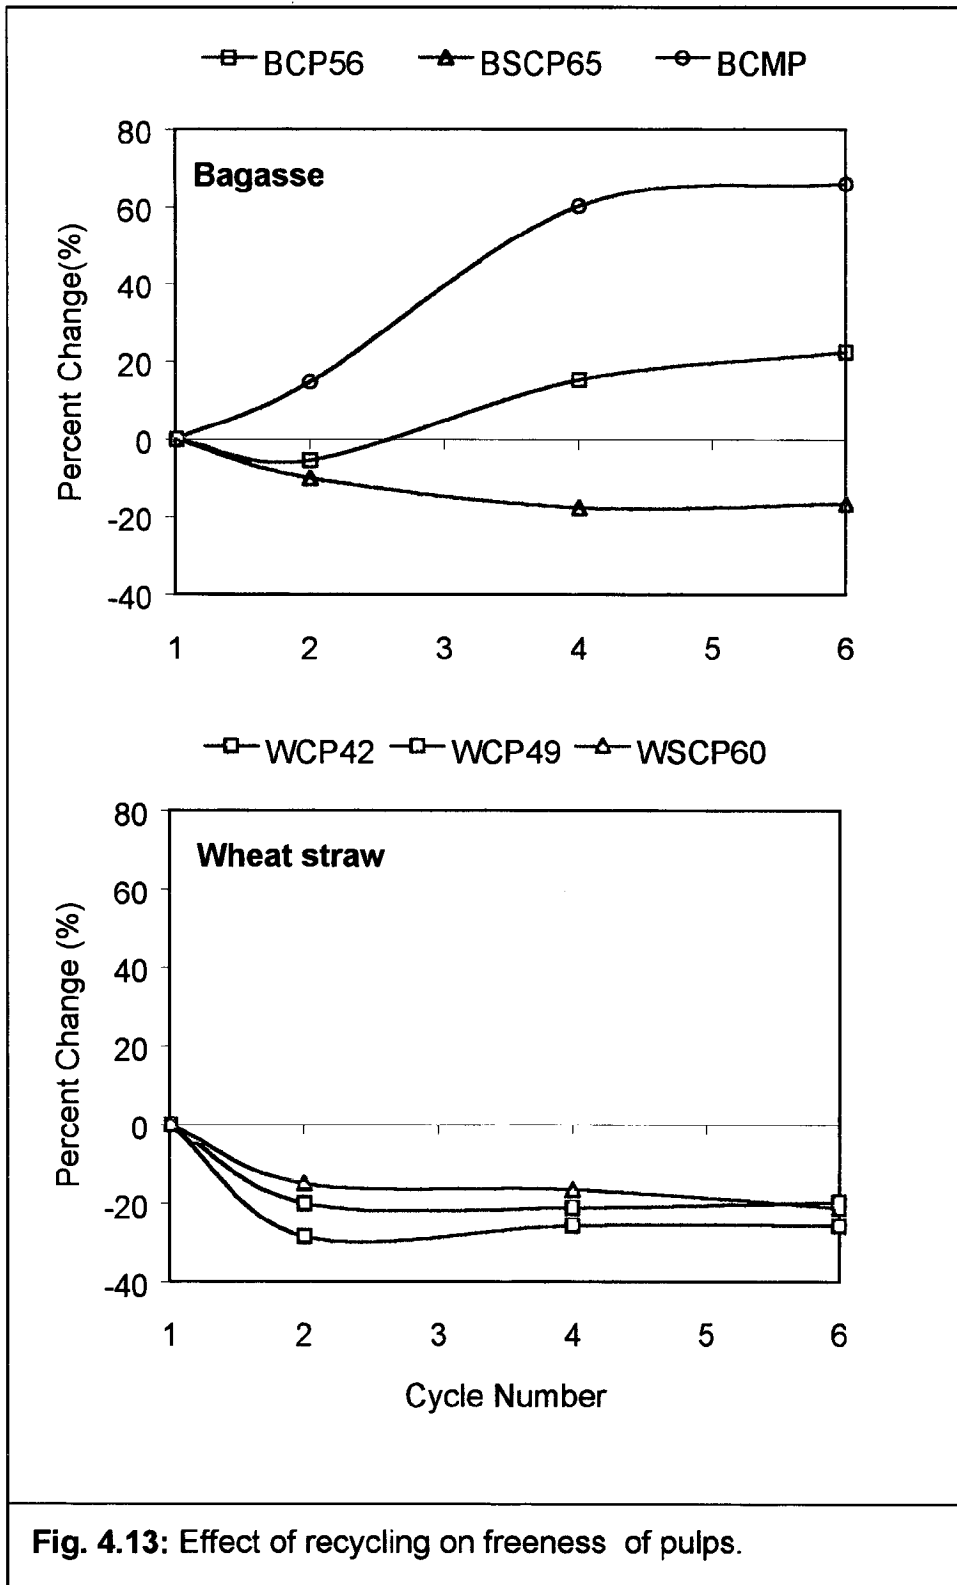 BCP56 BSCP65 BCMP
80
60
40
20
0
-20
-40
Percent Change(%)
Bagasse
1 2 3 4 5 6
WCP42 WCP49 WSCP60
80
60
40
20
0
-20
-40
Percent Change (%)
Wheat straw
1 2 3 4 5 6
Cycle Number
Fig. 4.13: Effect of recycling on freeness of pulps.